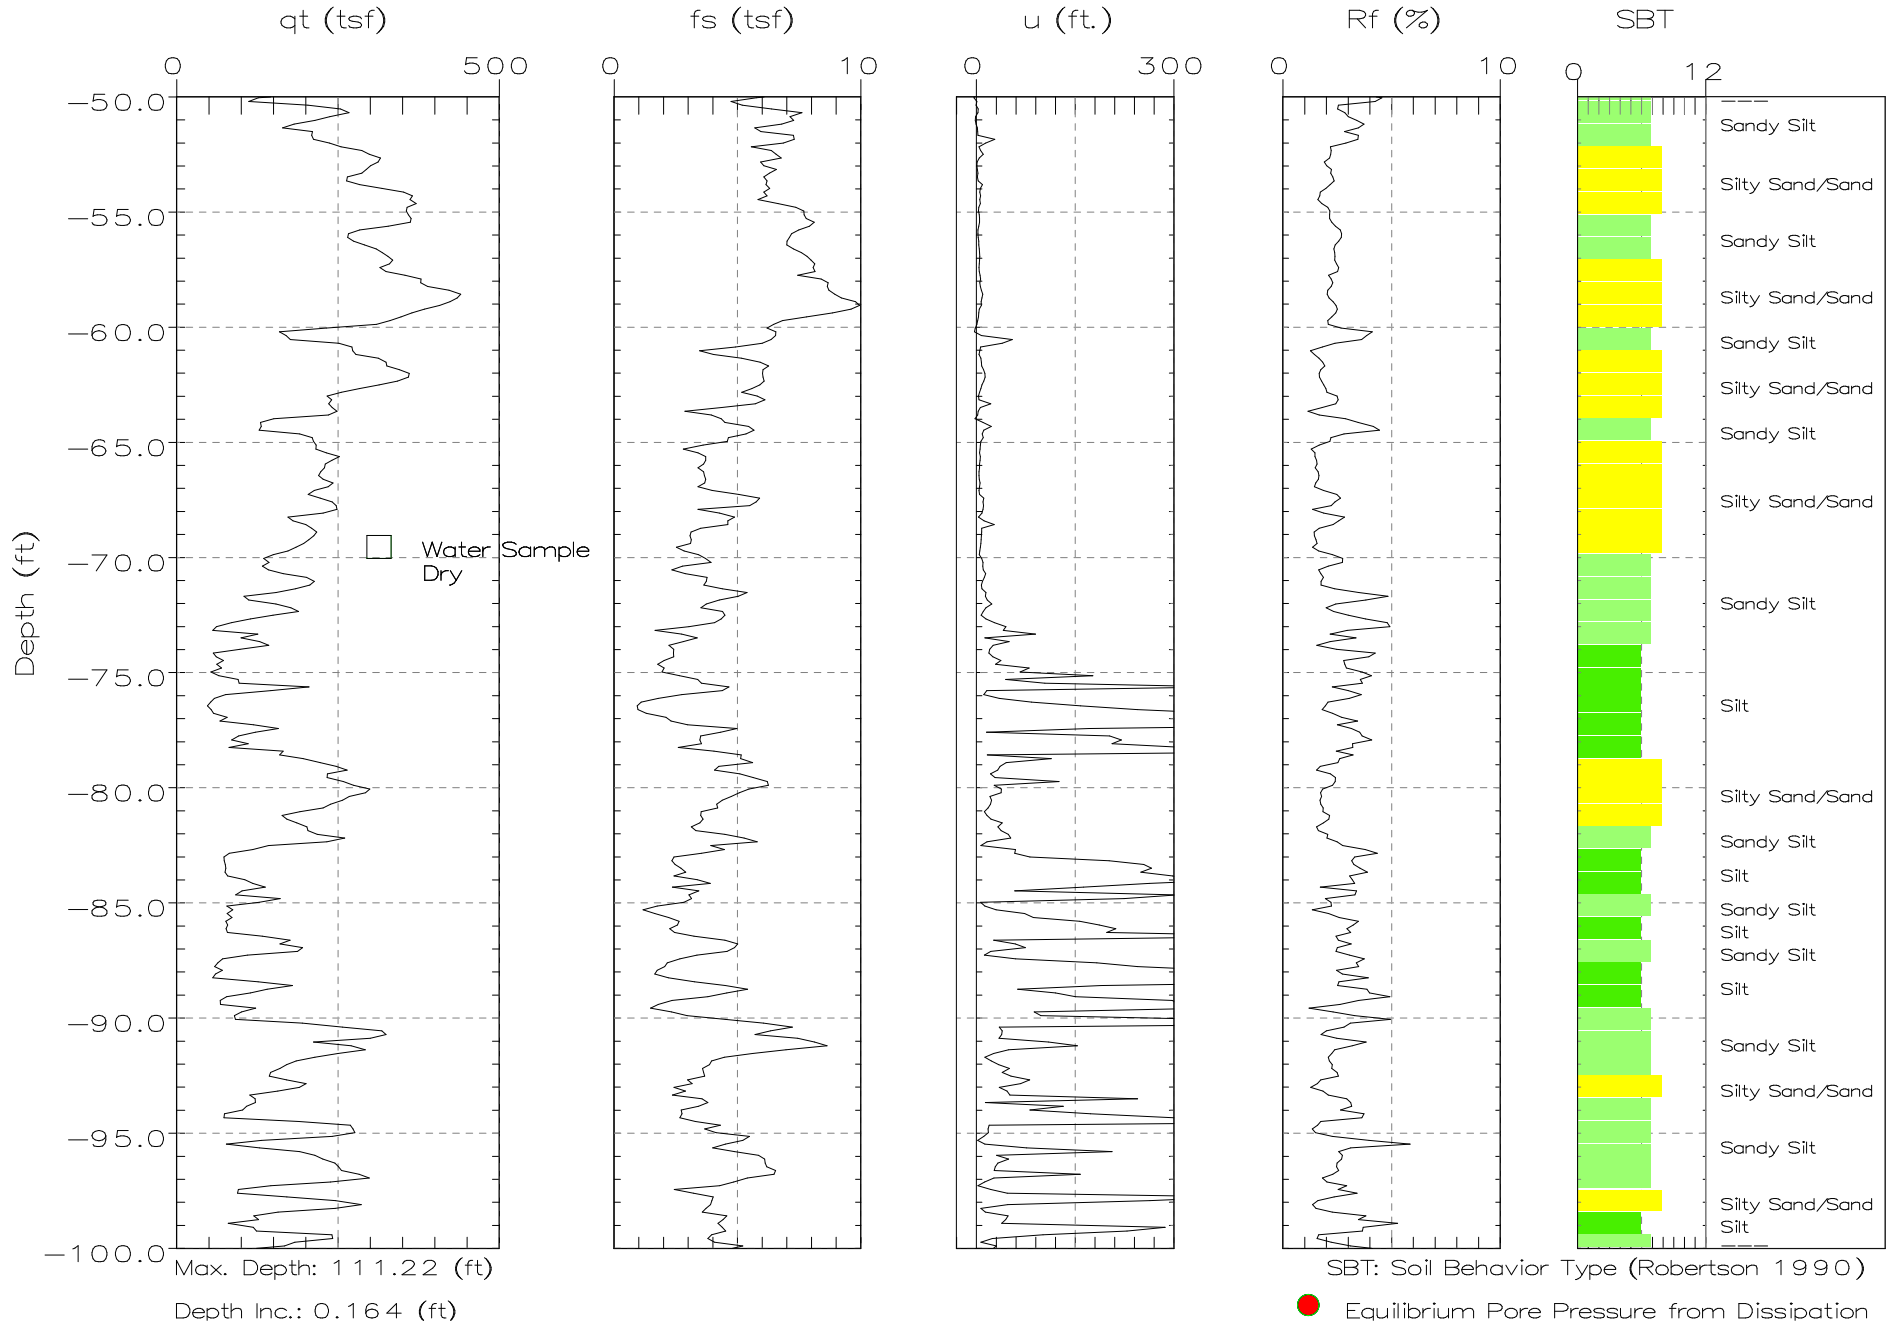 qt (tsf) fs (tsf) u (ft.) Rf (%) SBT
0 500 0 10 0 300 0 10 0 12
-50.0
Sandy Silt
Silty Sand/Sand
-55.0
Sandy Silt
Silty Sand/Sand
-60.0
Sandy Silt
Silty Sand/Sand
Sandy Silt
-65.0
Silty Sand/Sand
Water Sample
-70.0
Dry
Sandy Silt
Depth (ft)
-75.0
Silt
-80.0
Silty Sand/Sand
Sandy Silt
Silt
-85.0
Sandy Silt
Silt
Sandy Silt
Silt
-90.0
Sandy Silt
Silty Sand/Sand
-95.0
Sandy Silt
Silty Sand/Sand
Silt
-100.0
Max. Depth: 111.22 (ft)
SBT: Soil Behavior Type (Robertson 1990)
Depth Inc.: 0.164 (ft)
Equilibrium Pore Pressure from Dissipation